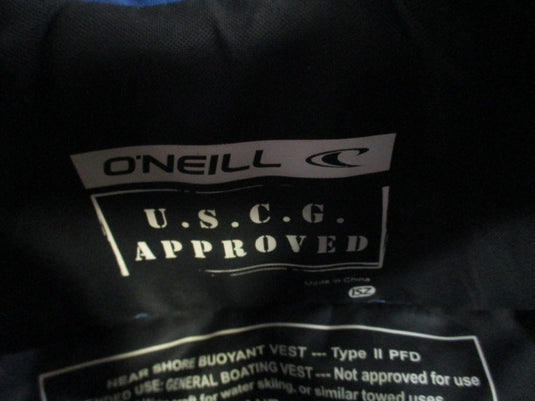 O'NEILL
U.S.C.G.
APPROVED
Made in China
ISZ
NEAR SHORE BUOYANT VEST --- Type II PFD
USE: GENERAL BOATING VEST --- Not approved for use
for water skiing, or similar towed uses